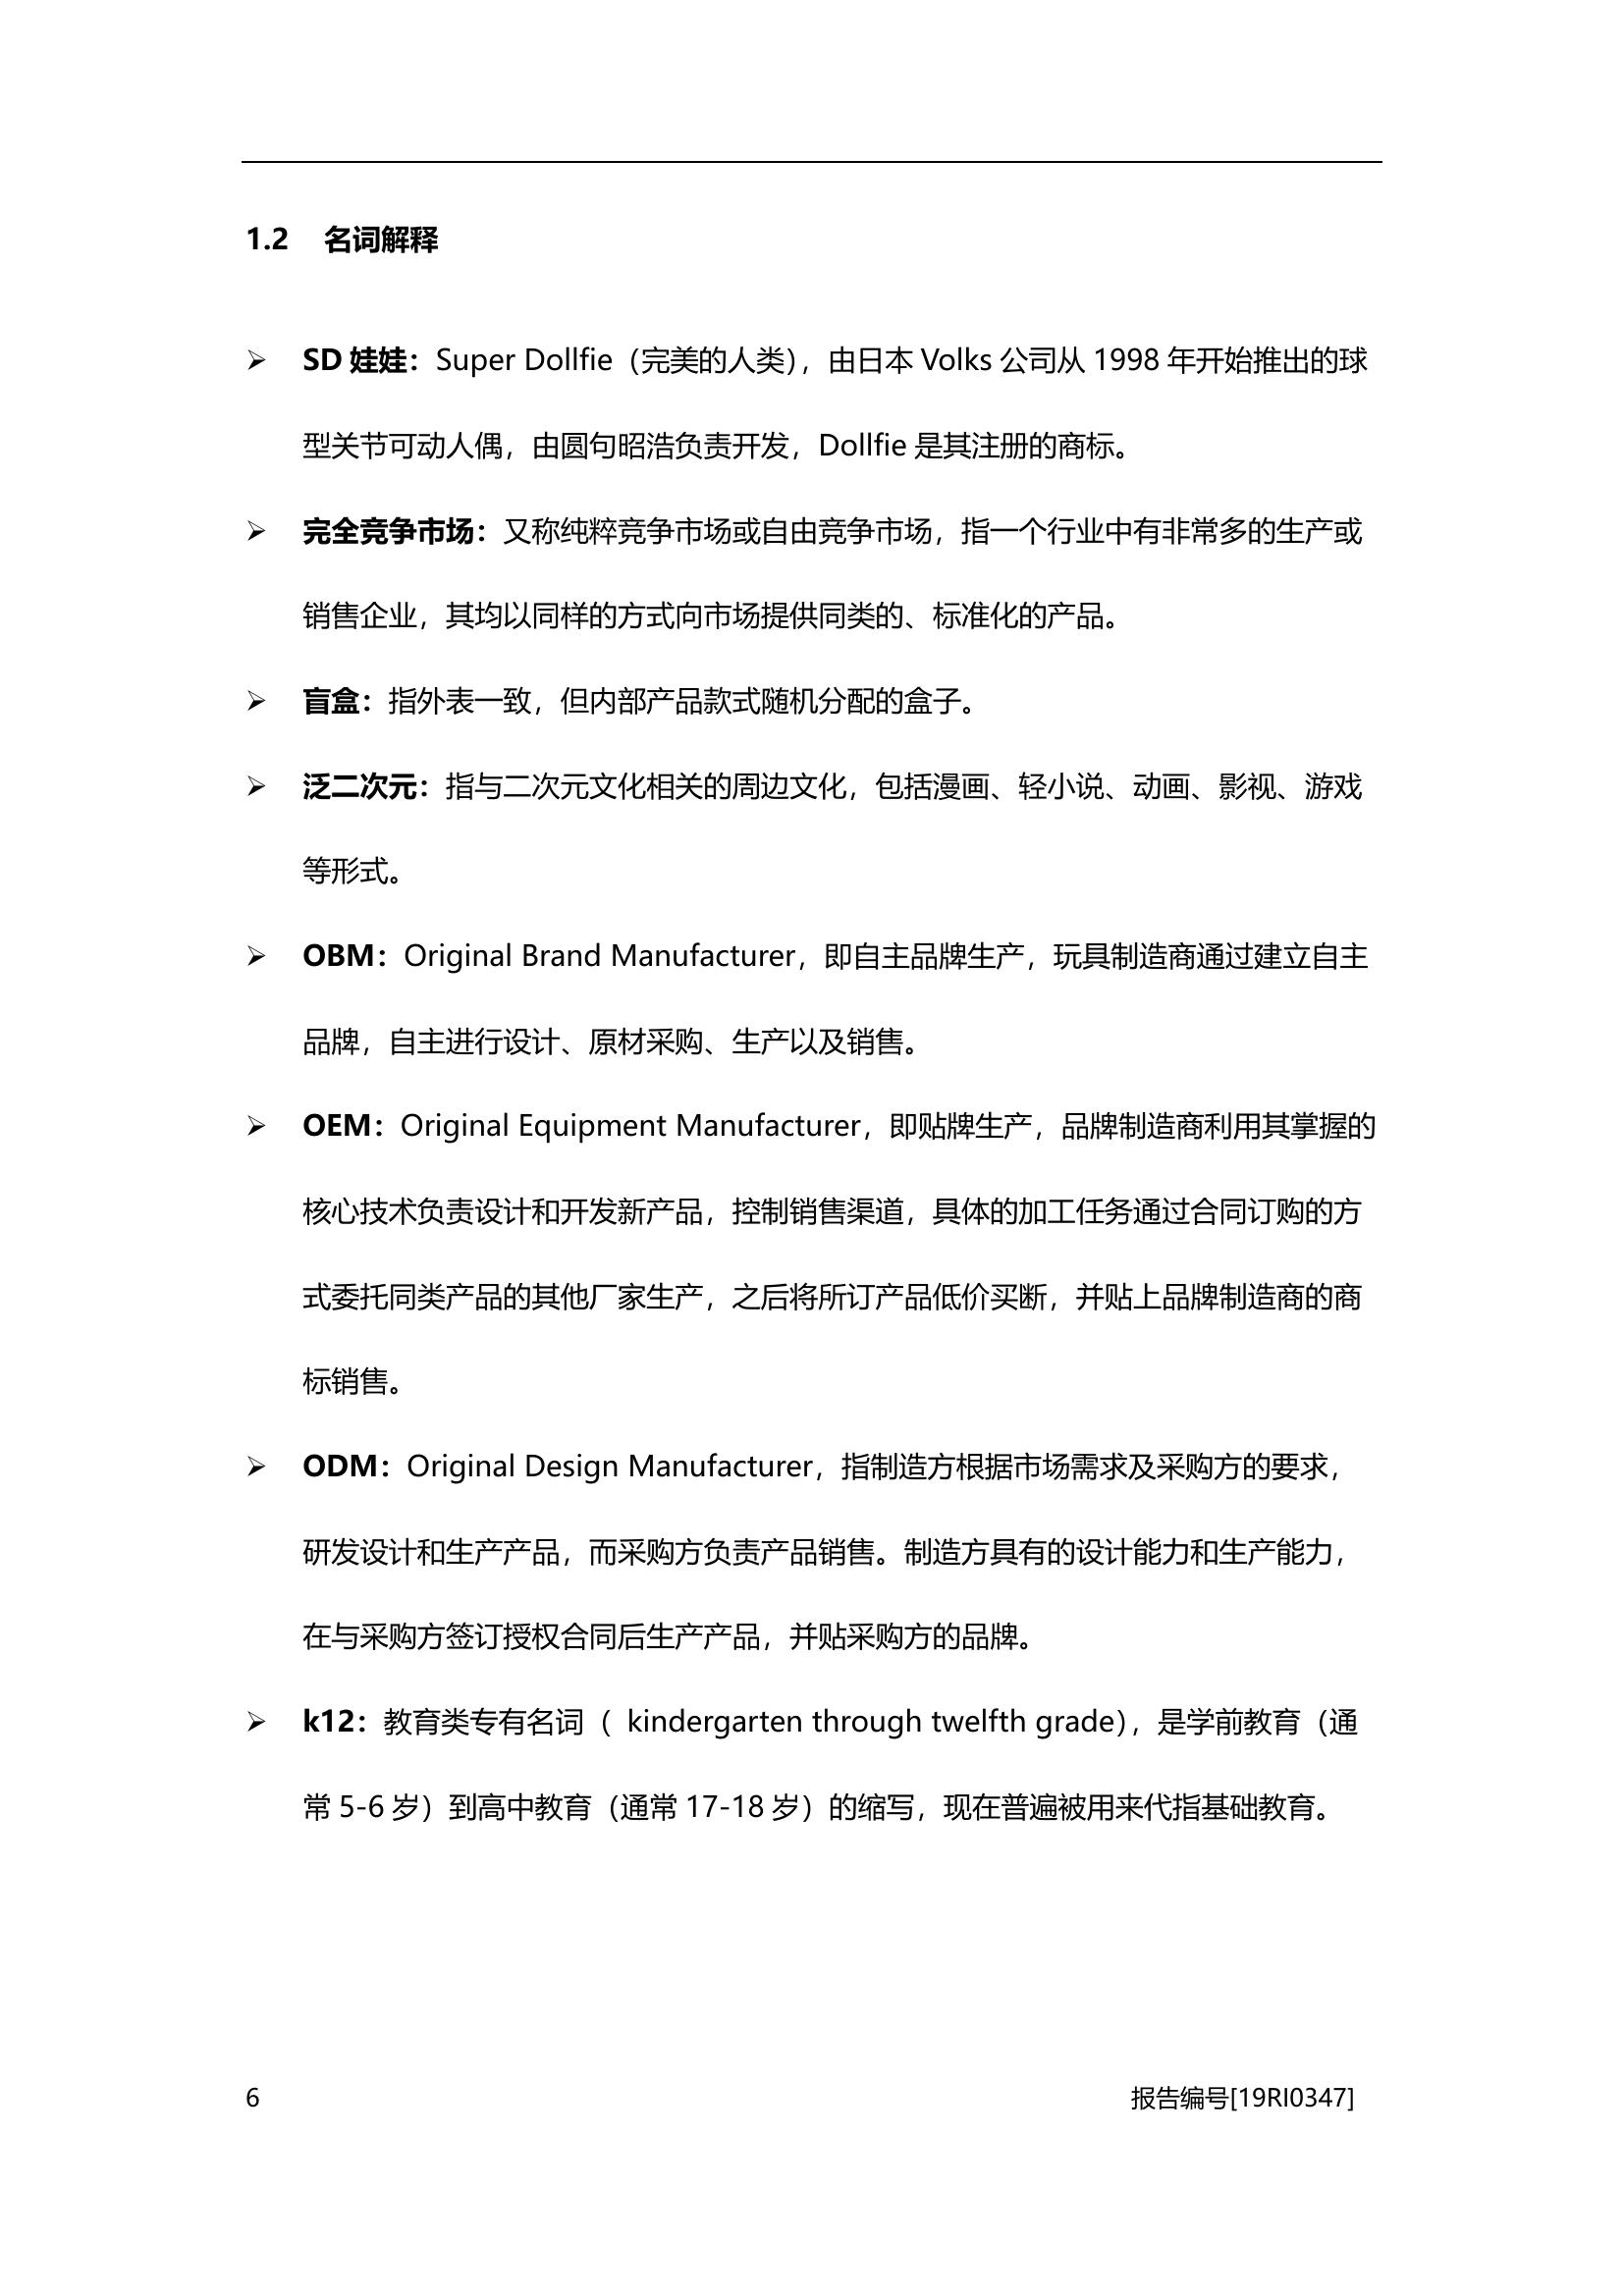 1.2 名词解释
➢ SD 娃娃：Super Dollfie（完美的人类），由日本 Volks 公司从 1998 年开始推出的球
型关节可动人偶，由圆句昭浩负责开发，Dollfie 是其注册的商标。
➢ 完全竞争市场：又称纯粹竞争市场或自由竞争市场，指一个行业中有非常多的生产或
销售企业，其均以同样的方式向市场提供同类的、标准化的产品。
➢ 盲盒：指外表一致，但内部产品款式随机分配的盒子。
➢ 泛二次元：指与二次元文化相关的周边文化，包括漫画、轻小说、动画、影视、游戏
等形式。
➢ OBM：Original Brand Manufacturer，即自主品牌生产，玩具制造商通过建立自主
品牌，自主进行设计、原材采购、生产以及销售。
➢ OEM：Original Equipment Manufacturer，即贴牌生产，品牌制造商利用其掌握的
核心技术负责设计和开发新产品，控制销售渠道，具体的加工任务通过合同订购的方
式委托同类产品的其他厂家生产，之后将所订产品低价买断，并贴上品牌制造商的商
标销售。
➢ ODM：Original Design Manufacturer，指制造方根据市场需求及采购方的要求，
研发设计和生产产品，而采购方负责产品销售。制造方具有的设计能力和生产能力，
在与采购方签订授权合同后生产产品，并贴采购方的品牌。
➢ k12：教育类专有名词（ kindergarten through twelfth grade），是学前教育（通
常 5-6 岁）到高中教育（通常 17-18 岁）的缩写，现在普遍被用来代指基础教育。
6 报告编号[19RI0347]